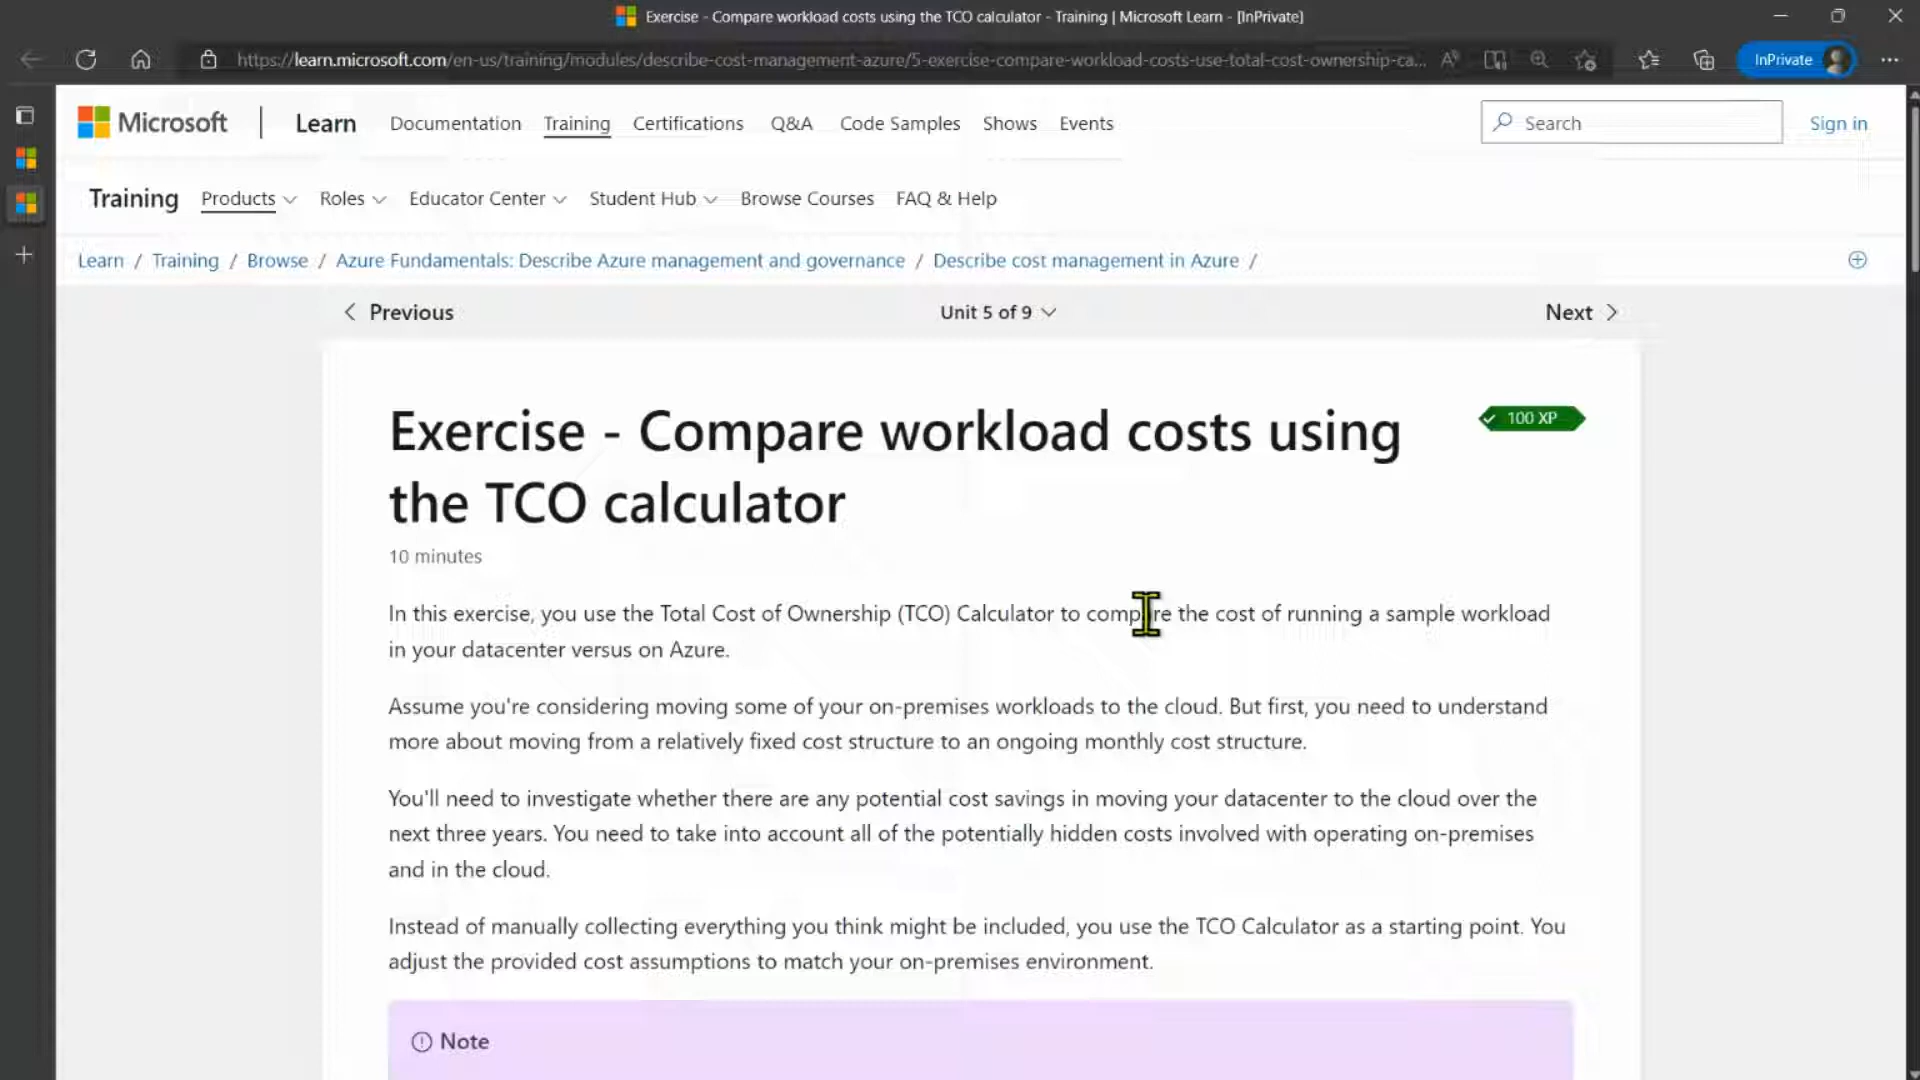 Exercise - Compare workload costs using the TCO calculator - Training | Microsoft Learn - [InPrivate]
https://learn.microsoft.com/en-us/training/modules/describe-cost-management-azure/5-exercise-compare-workload-costs-use-total-cost-ownership-ca...
InPrivate
Microsoft | Learn Documentation Training Certifications Q&A Code Samples Shows Events Search Sign in
Training Products Roles Educator Center Student Hub Browse Courses FAQ & Help
Learn / Training / Browse / Azure Fundamentals: Describe Azure management and governance / Describe cost management in Azure /
Previous Unit 5 of 9 Next
Exercise - Compare workload costs using
the TCO calculator
100 XP
10 minutes
In this exercise, you use the Total Cost of Ownership (TCO) Calculator to compare the cost of running a sample workload
in your datacenter versus on Azure.
Assume you're considering moving some of your on-premises workloads to the cloud. But first, you need to understand
more about moving from a relatively fixed cost structure to an ongoing monthly cost structure.
You'll need to investigate whether there are any potential cost savings in moving your datacenter to the cloud over the
next three years. You need to take into account all of the potentially hidden costs involved with operating on-premises
and in the cloud.
Instead of manually collecting everything you think might be included, you use the TCO Calculator as a starting point. You
adjust the provided cost assumptions to match your on-premises environment.
Note